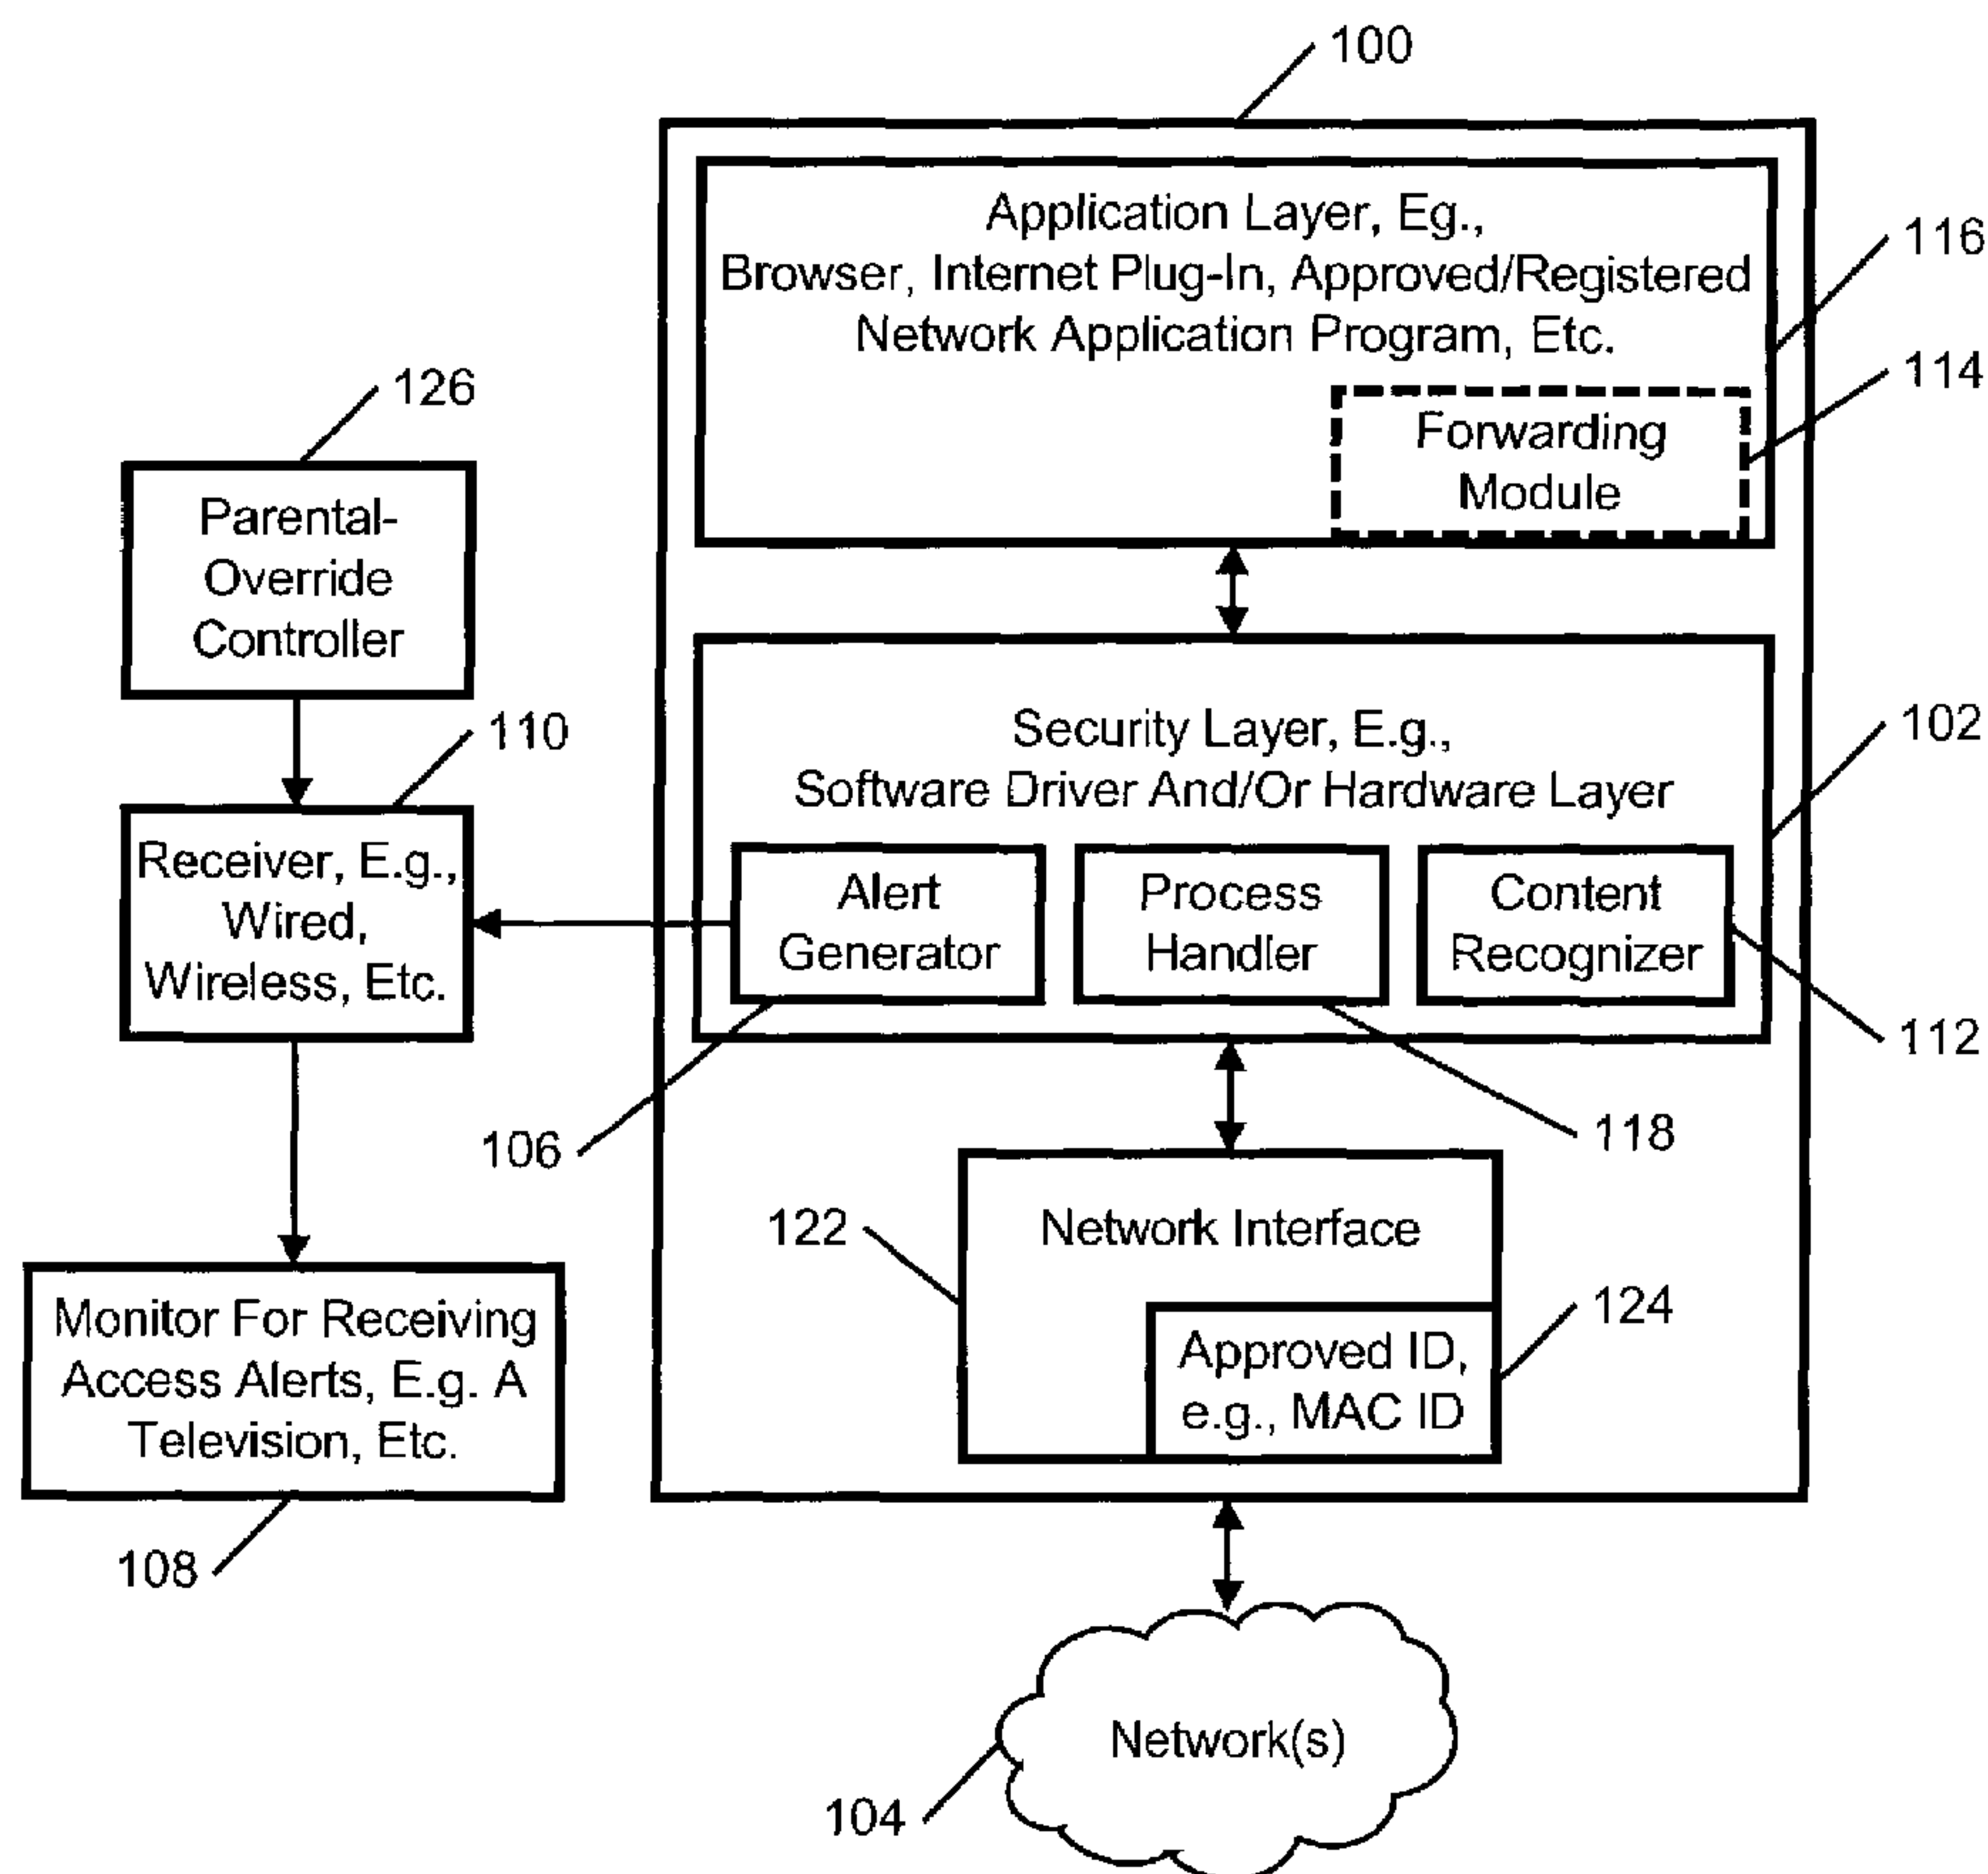 100
Application Layer, Eg.,
Browser, Internet Plug-In, Approved/Registered
Network Application Program, Etc.
116
114
Forwarding
Module
126
Parental-
Override
Controller
110
Receiver, E.g.,
Wired,
Wireless, Etc.
Security Layer, E.g.,
Software Driver And/Or Hardware Layer
102
Alert
Generator
Process
Handler
Content
Recognizer
112
106
118
122
Network Interface
124
Approved ID,
e.g., MAC ID
Monitor For Receiving
Access Alerts, E.g. A
Television, Etc.
108
Network(s)
104